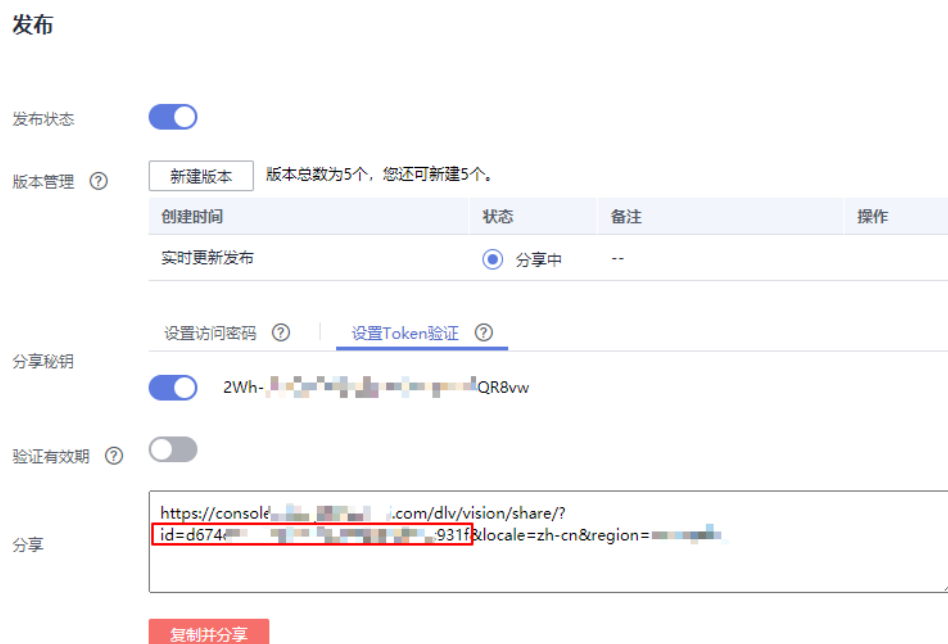 发布
发布状态
版本管理 ? 新建版本 版本总数为5个，您还可新建5个。
创建时间 状态 备注 操作
实时更新发布 分享中 --
设置访问密码 ? 设置Token验证 ?
分享秘钥
2Wh- QR8vw
验证有效期 ?
https://console .com/dlv/vision/share/?
id=d674 931f&locale=zh-cn&region=
分享
复制并分享